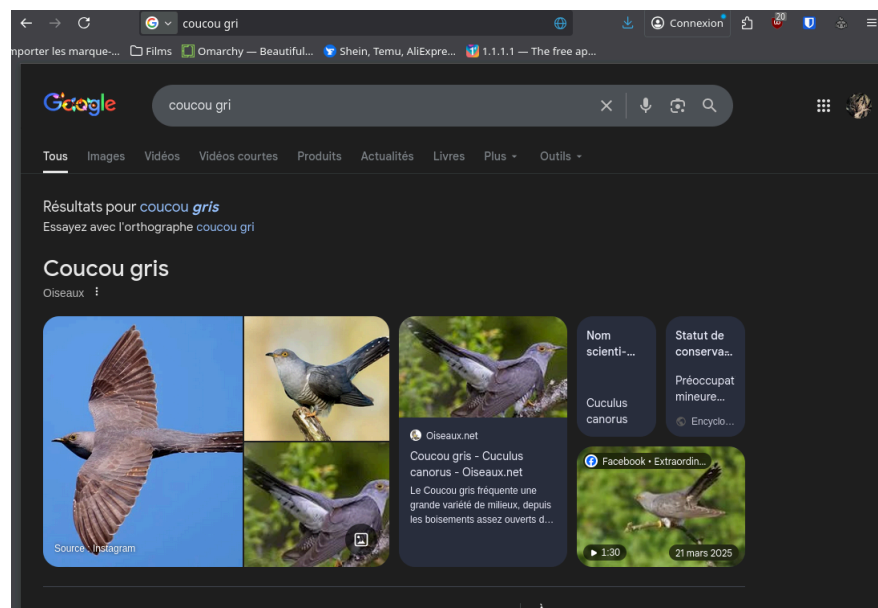 coucou gri
Connexion
20
mporter les marque-...
Films
Omarchy — Beautiful...
Shein, Temu, AliExpre...
1.1.1.1 — The free ap...
Google
coucou gri
Tous
Images
Vidéos
Vidéos courtes
Produits
Actualités
Livres
Plus
Outils
Résultats pour coucou gris
Essayez avec l'orthographe coucou gri
Coucou gris
Oiseaux
Source : Instagram
Oiseaux.net
Coucou gris - Cuculus
canorus - Oiseaux.net
Le Coucou gris fréquente une
grande variété de milieux, depuis
les boisements assez ouverts d...
Nom
scienti-...
Cuculus
canorus
Statut de
conserva...
Préoccupat
mineure...
Encyclo...
Facebook • Extraordin...
1:30
21 mars 2025